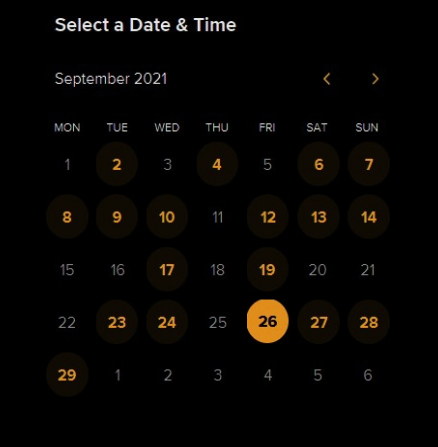 Select a Date & Time
September 2021
MON TUE WED THU FRI SAT SUN
1 2 3 4 5 6 7
8 9 10 11 12 13 14
15 16 17 18 19 20 21
22 23 24 25 26 27 28
29 1 2 3 4 5 6